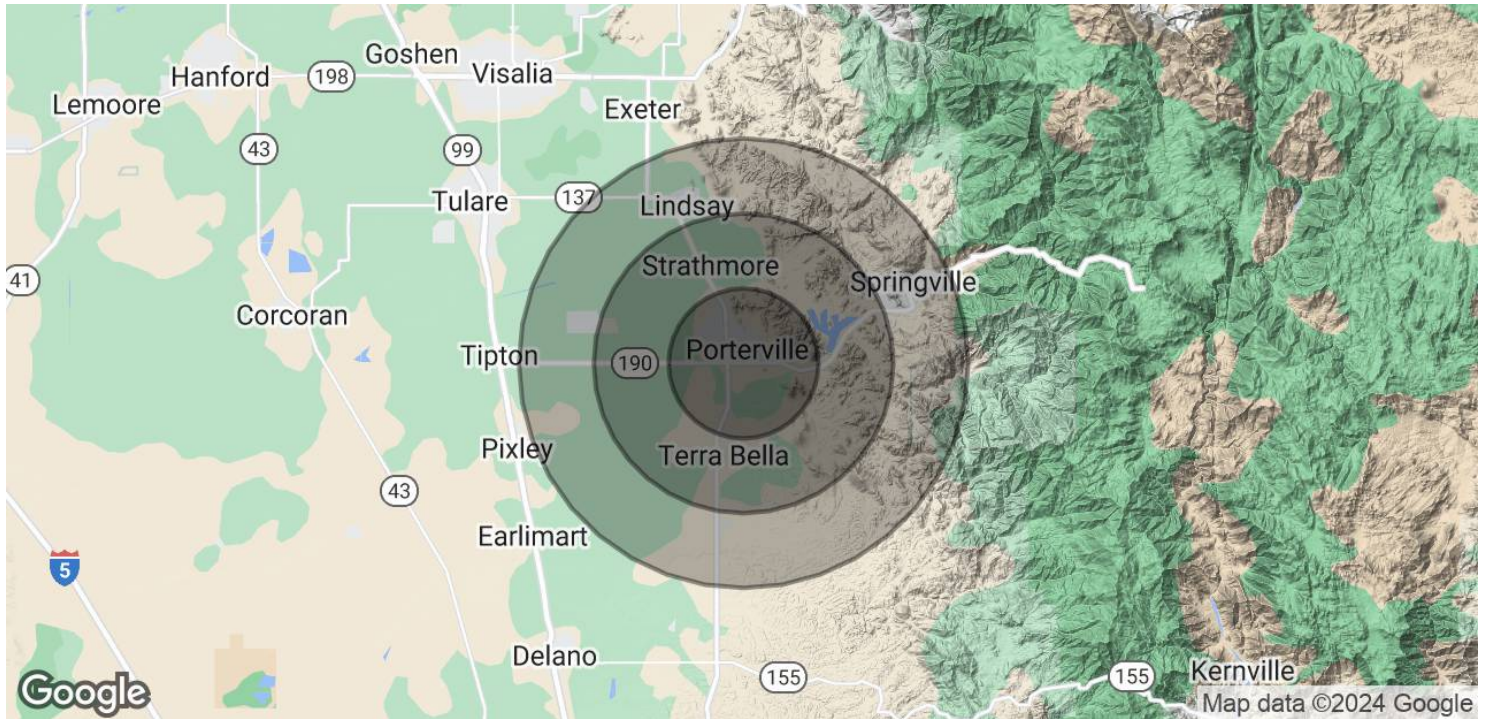 Goshen
Hanford
198
Visalia
Lemoore
Exeter
43
99
137
Tulare
Lindsay
Strathmore
41
Springville
Corcoran
Tipton
190
Porterville
Pixley
Terra Bella
43
Earlimart
5
Delano
155
155
Kernville
Google
Map data ©2024 Google